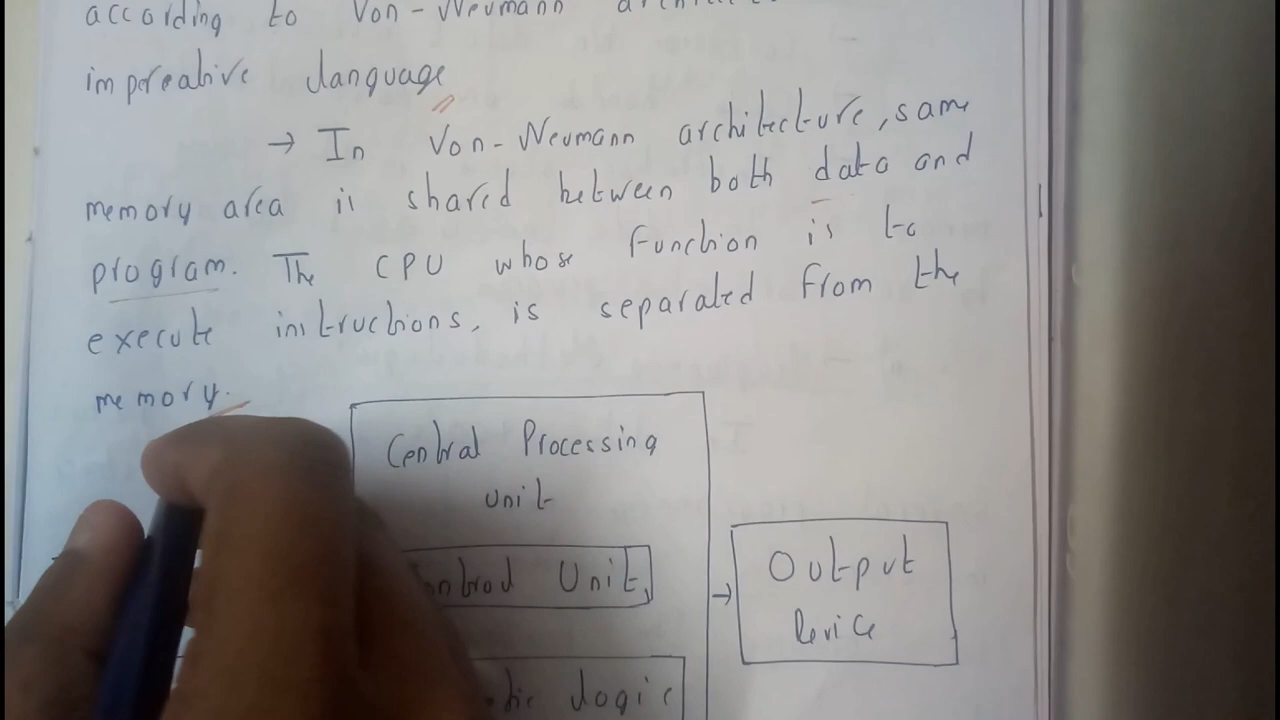 according to Von-Neumann
imperative language
→ In Von-Neumann architecture, same
memory area is shared between both data and
program. The CPU whose function is to
execute instructions, is separated from the
memory.
Central Processing
Unit
Unit
Output
Device
logic